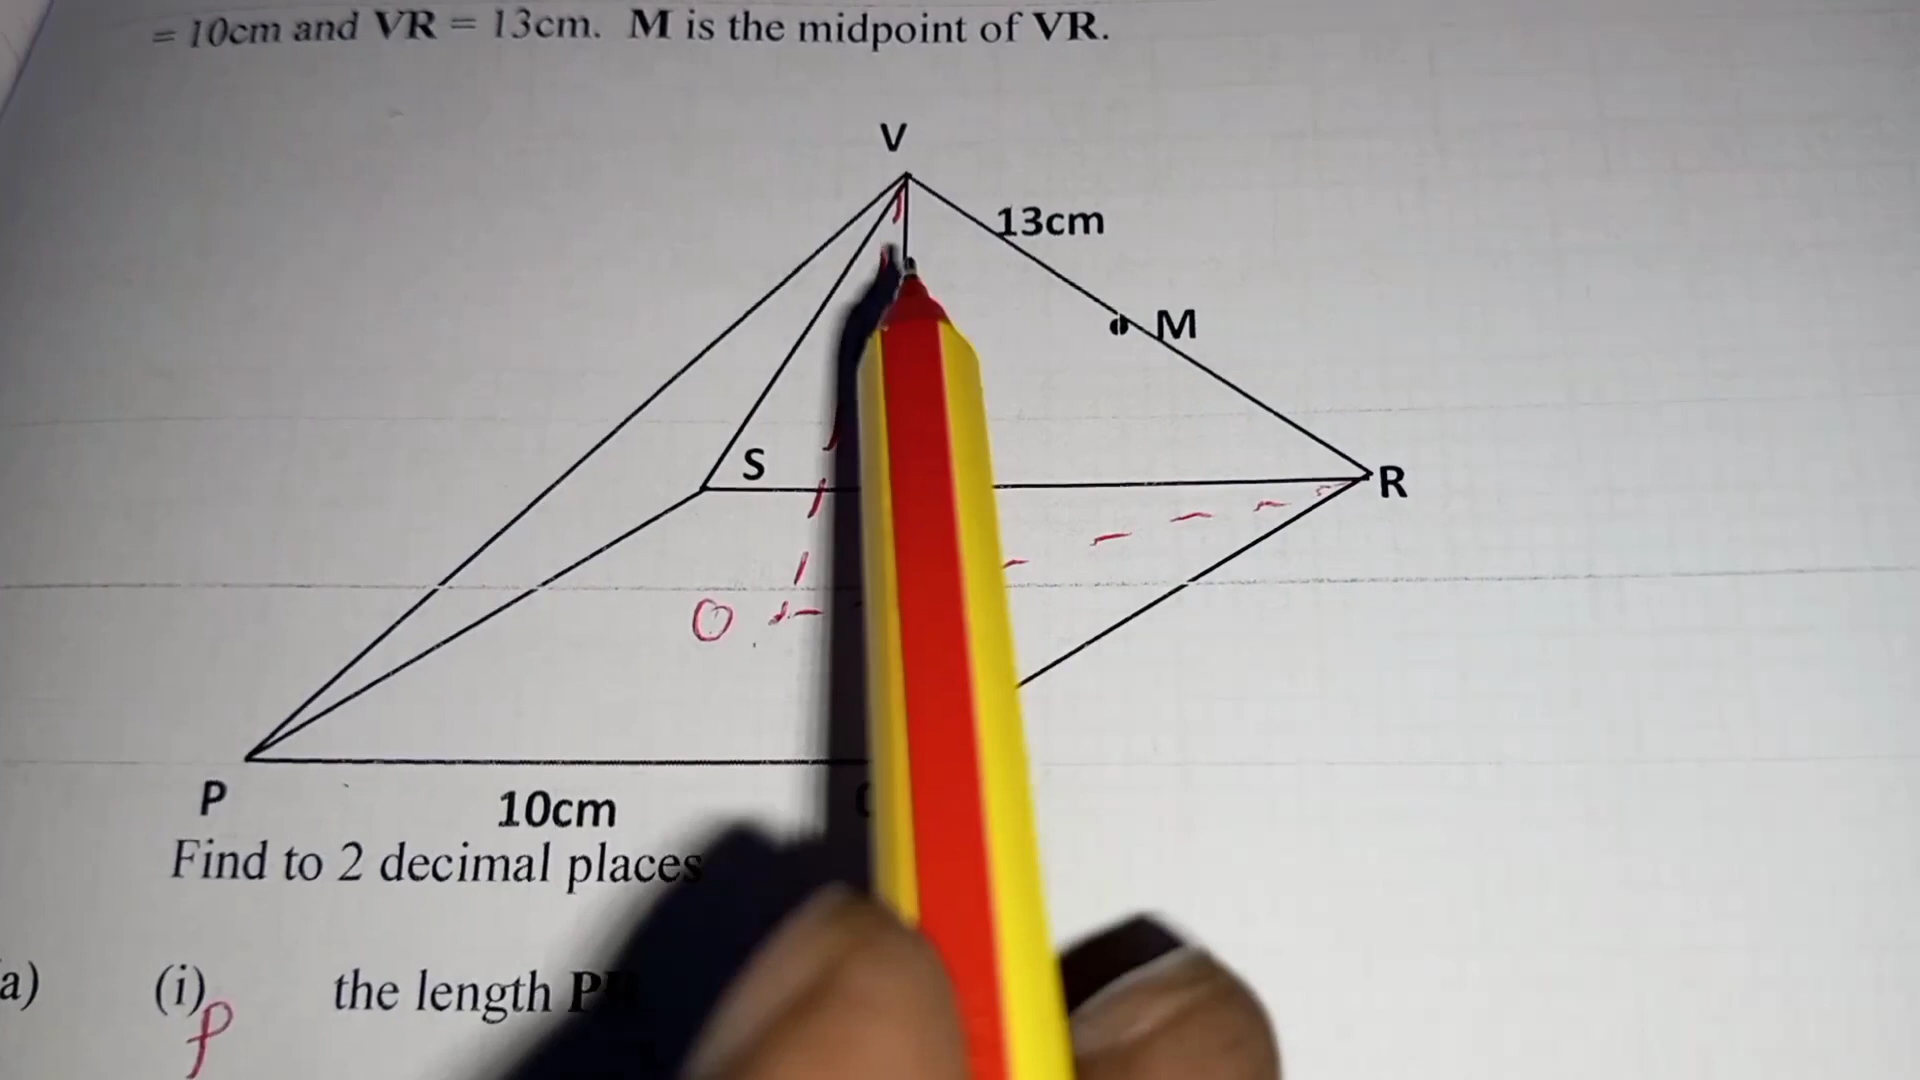 = 10cm and VR = 13cm. M is the midpoint of VR.
V
13cm
M
S
R
O
P
10cm
Find to 2 decimal places
a) (i) the length
P